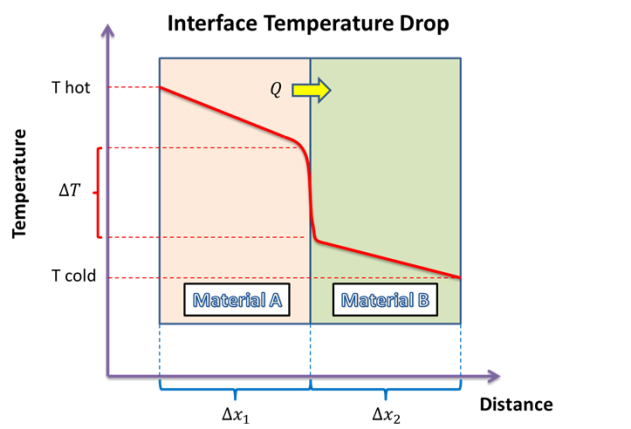 Interface Temperature Drop
T hot
Q
Temperature
ΔT
T cold
Material A
Material B
Δx₁
Δx₂
Distance